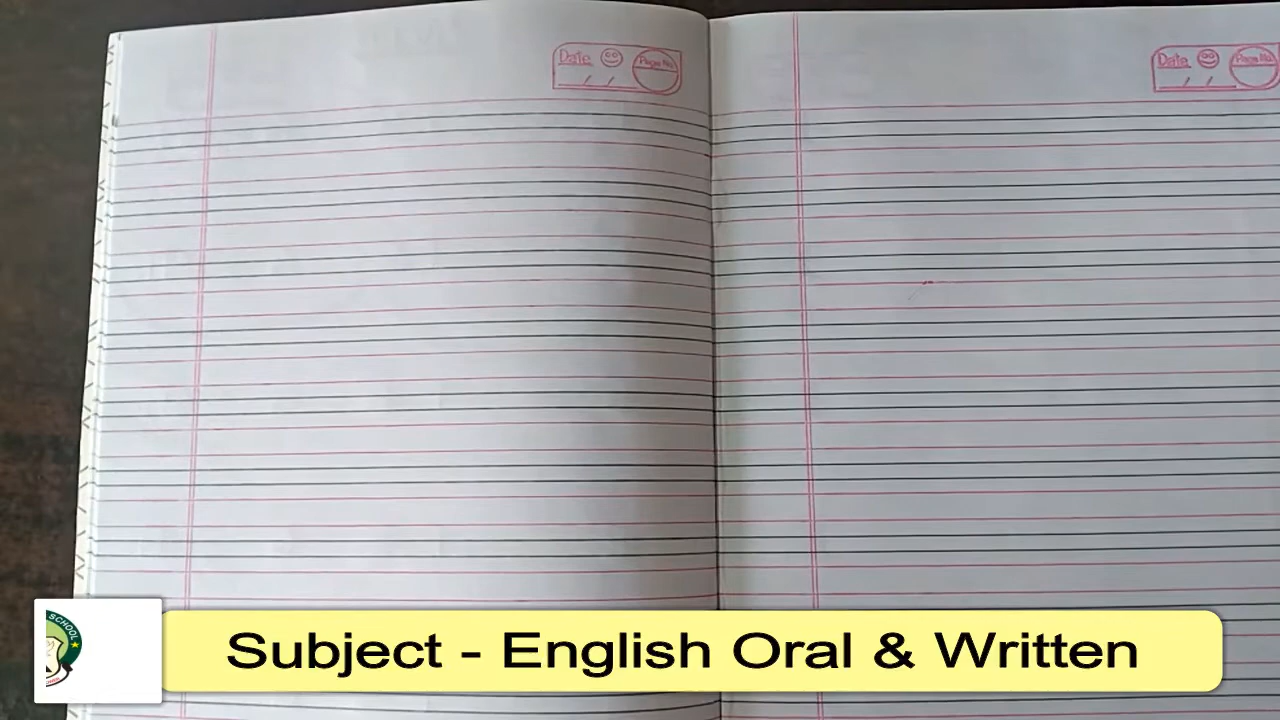 Date
Page No.
Date
Page No.
SCHOOL
Subject - English Oral & Written